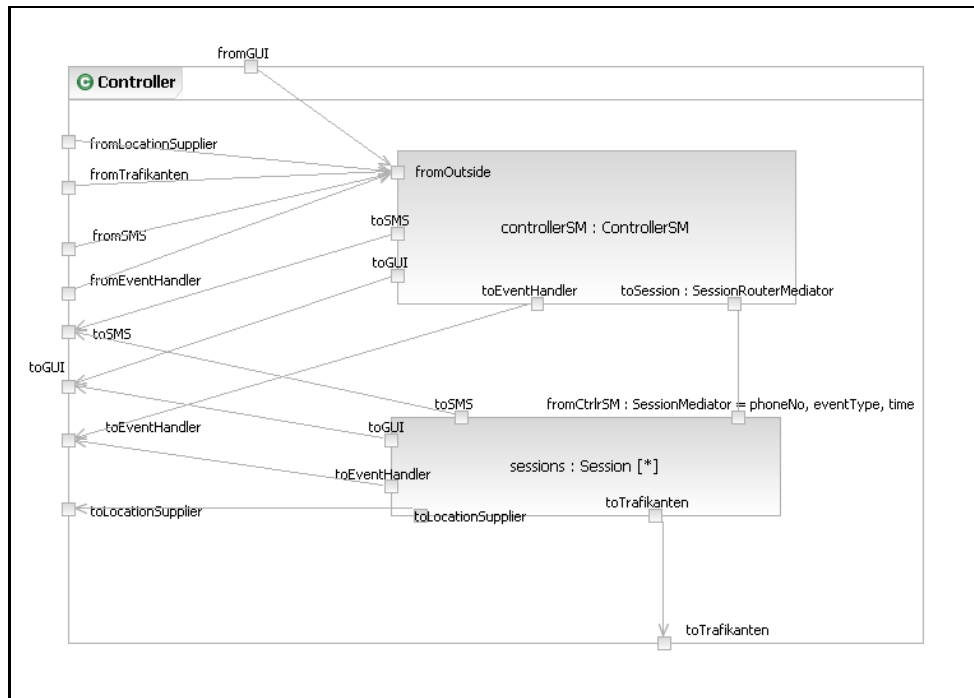 fromGUI
C Controller
fromLocationSupplier
fromTrafikanten
fromOutside
toSMS
controllerSM : ControllerSM
fromSMS
toGUI
fromEventHandler
toEventHandler
toSession : SessionRouterMediator
toSMS
toGUI
toSMS
fromCtrlrSM : SessionMediator = phoneNo, eventType, time
toEventHandler
toGUI
sessions : Session [*]
toEventHandler
toTrafikanten
toLocationSupplier
toLocationSupplier
toTrafikanten